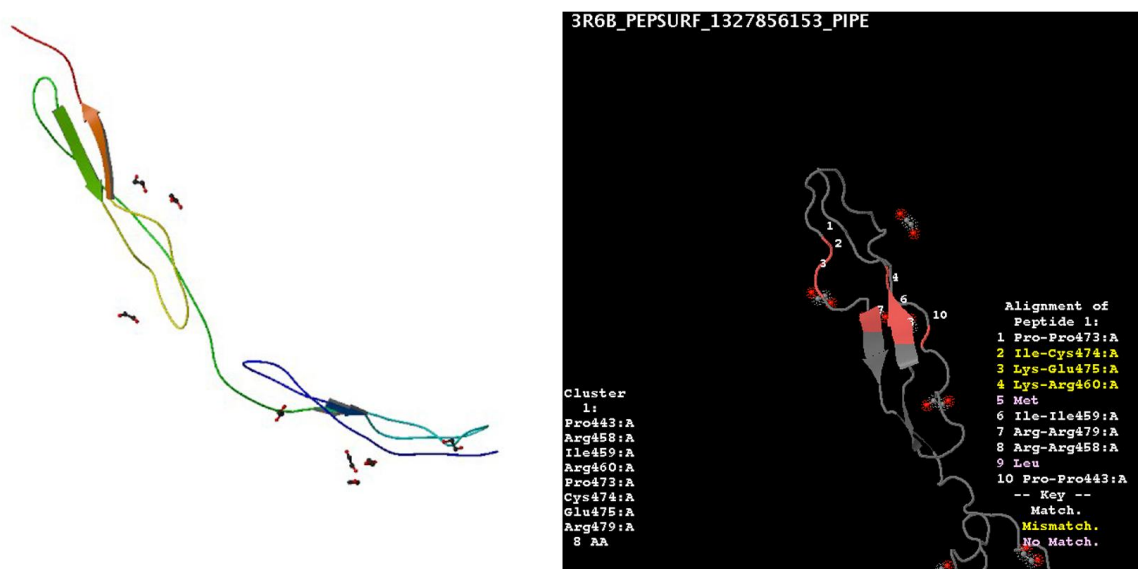 3R6B_PEPSURF_1327856153_PIPE
1
2
3
4
6
7
3
10
Cluster
1:
Pro443:A
Arg458:A
Ile459:A
Arg460:A
Pro473:A
Cys474:A
Glu475:A
Arg479:A
8 AA
Alignment of
Peptide 1:
1 Pro-Pro473:A
2 Ile-Cys474:A
3 Lys-Glu475:A
4 Lys-Arg460:A
5 Met
6 Ile-Ile459:A
7 Arg-Arg479:A
8 Arg-Arg458:A
9 Leu
10 Pro-Pro443:A
-- Key --
Match.
Mismatch.
No Match.